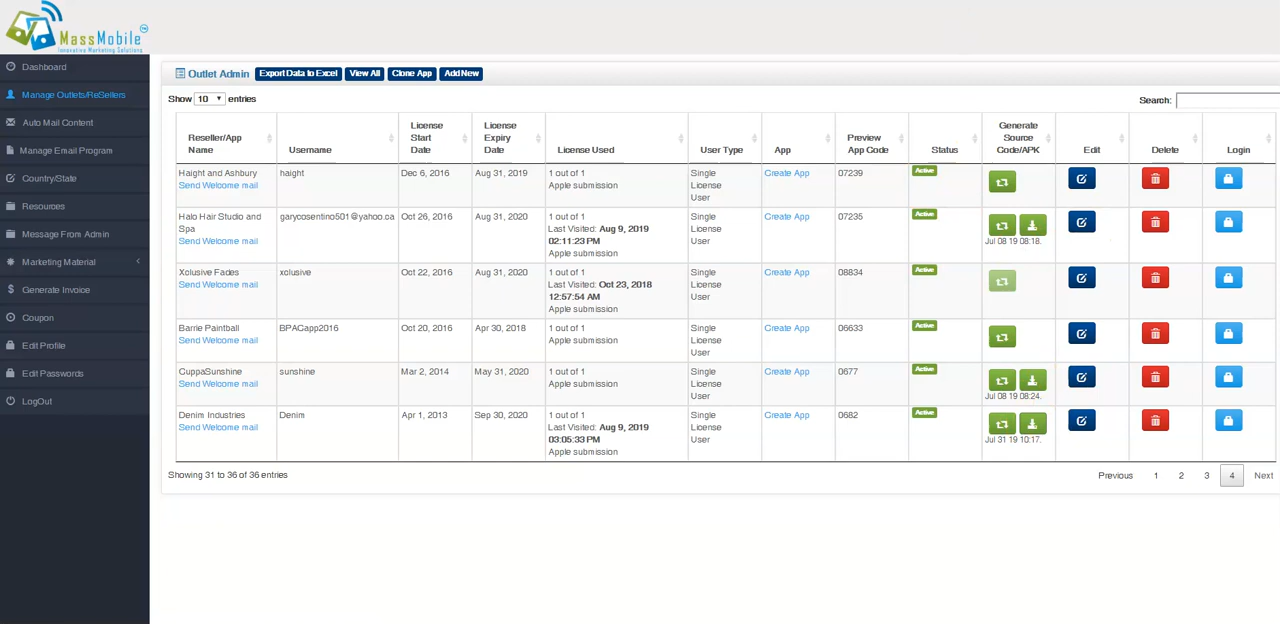 MassMobile TM
Innovative Marketing Solutions
Dashboard
Manage Outlets/ReSellers
Auto Mail Content
Manage Email Program
Country/State
Resources
Message From Admin
Marketing Material
Generate Invoice
Coupon
Edit Profile
Edit Passwords
LogOut
Outlet Admin Export Data to Excel View All Clone App Add New
Show 10 entries
Search:
Reseller/App Name Username License Start Date License Expiry Date License Used User Type App Preview App Code Status Generate Source Code/APK Edit Delete Login
Haight and Ashbury haight Dec 6, 2016 Aug 31, 2019 1 out of 1 Single Create App 07239 Active
Send Welcome mail Apple submission License
User
Halo Hair Studio and garycosentino501@yahoo.ca Oct 26, 2016 Aug 31, 2020 1 out of 1 Single Create App 07235 Active
Spa Last Visited: Aug 9, 2019 License
Send Welcome mail 02:11:23 PM User Jul 08 19 08:18.
Apple submission
Xclusive Fades xclusive Oct 22, 2016 Aug 31, 2020 1 out of 1 Single Create App 08834 Active
Send Welcome mail Last Visited: Oct 23, 2018 License
12:57:54 AM User
Apple submission
Barrie Paintball BPACapp2016 Oct 20, 2016 Apr 30, 2018 1 out of 1 Single Create App 06633 Active
Send Welcome mail Apple submission License
User
CuppaSunshine sunshine Mar 2, 2014 May 31, 2020 1 out of 1 Single Create App 0677 Active
Send Welcome mail Apple submission License
User Jul 08 19 08:24.
Denim Industries Denim Apr 1, 2013 Sep 30, 2020 1 out of 1 Single Create App 0682 Active
Send Welcome mail Last Visited: Aug 9, 2019 License
03:05:33 PM User Jul 31 19 10:17.
Apple submission
Showing 31 to 36 of 36 entries
Previous 1 2 3 4 Next